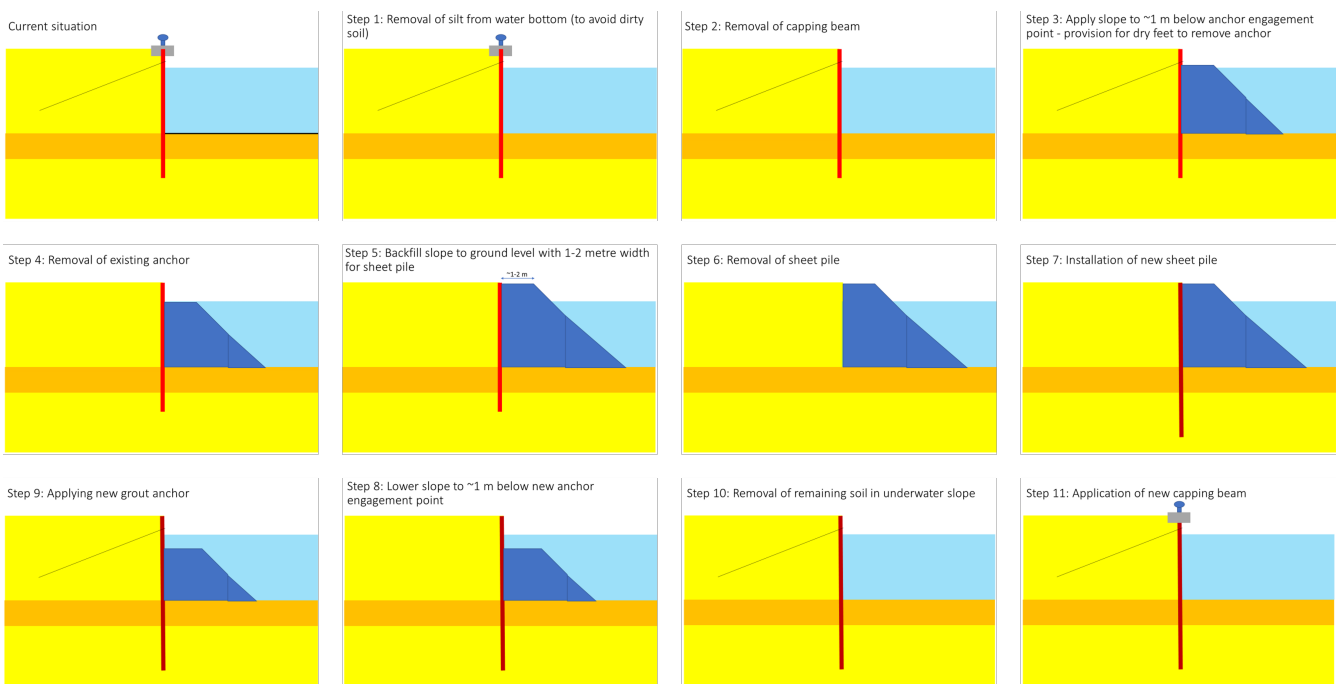 Current situation
Step 1: Removal of silt from water bottom (to avoid dirty
soil)
Step 2: Removal of capping beam
Step 3: Apply slope to ~1 m below anchor engagement
point - provision for dry feet to remove anchor
Step 4: Removal of existing anchor
Step 5: Backfill slope to ground level with 1-2 metre width
for sheet pile
~1-2 m
Step 6: Removal of sheet pile
Step 7: Installation of new sheet pile
Step 9: Applying new grout anchor
Step 8: Lower slope to ~1 m below new anchor
engagement point
Step 10: Removal of remaining soil in underwater slope
Step 11: Application of new capping beam